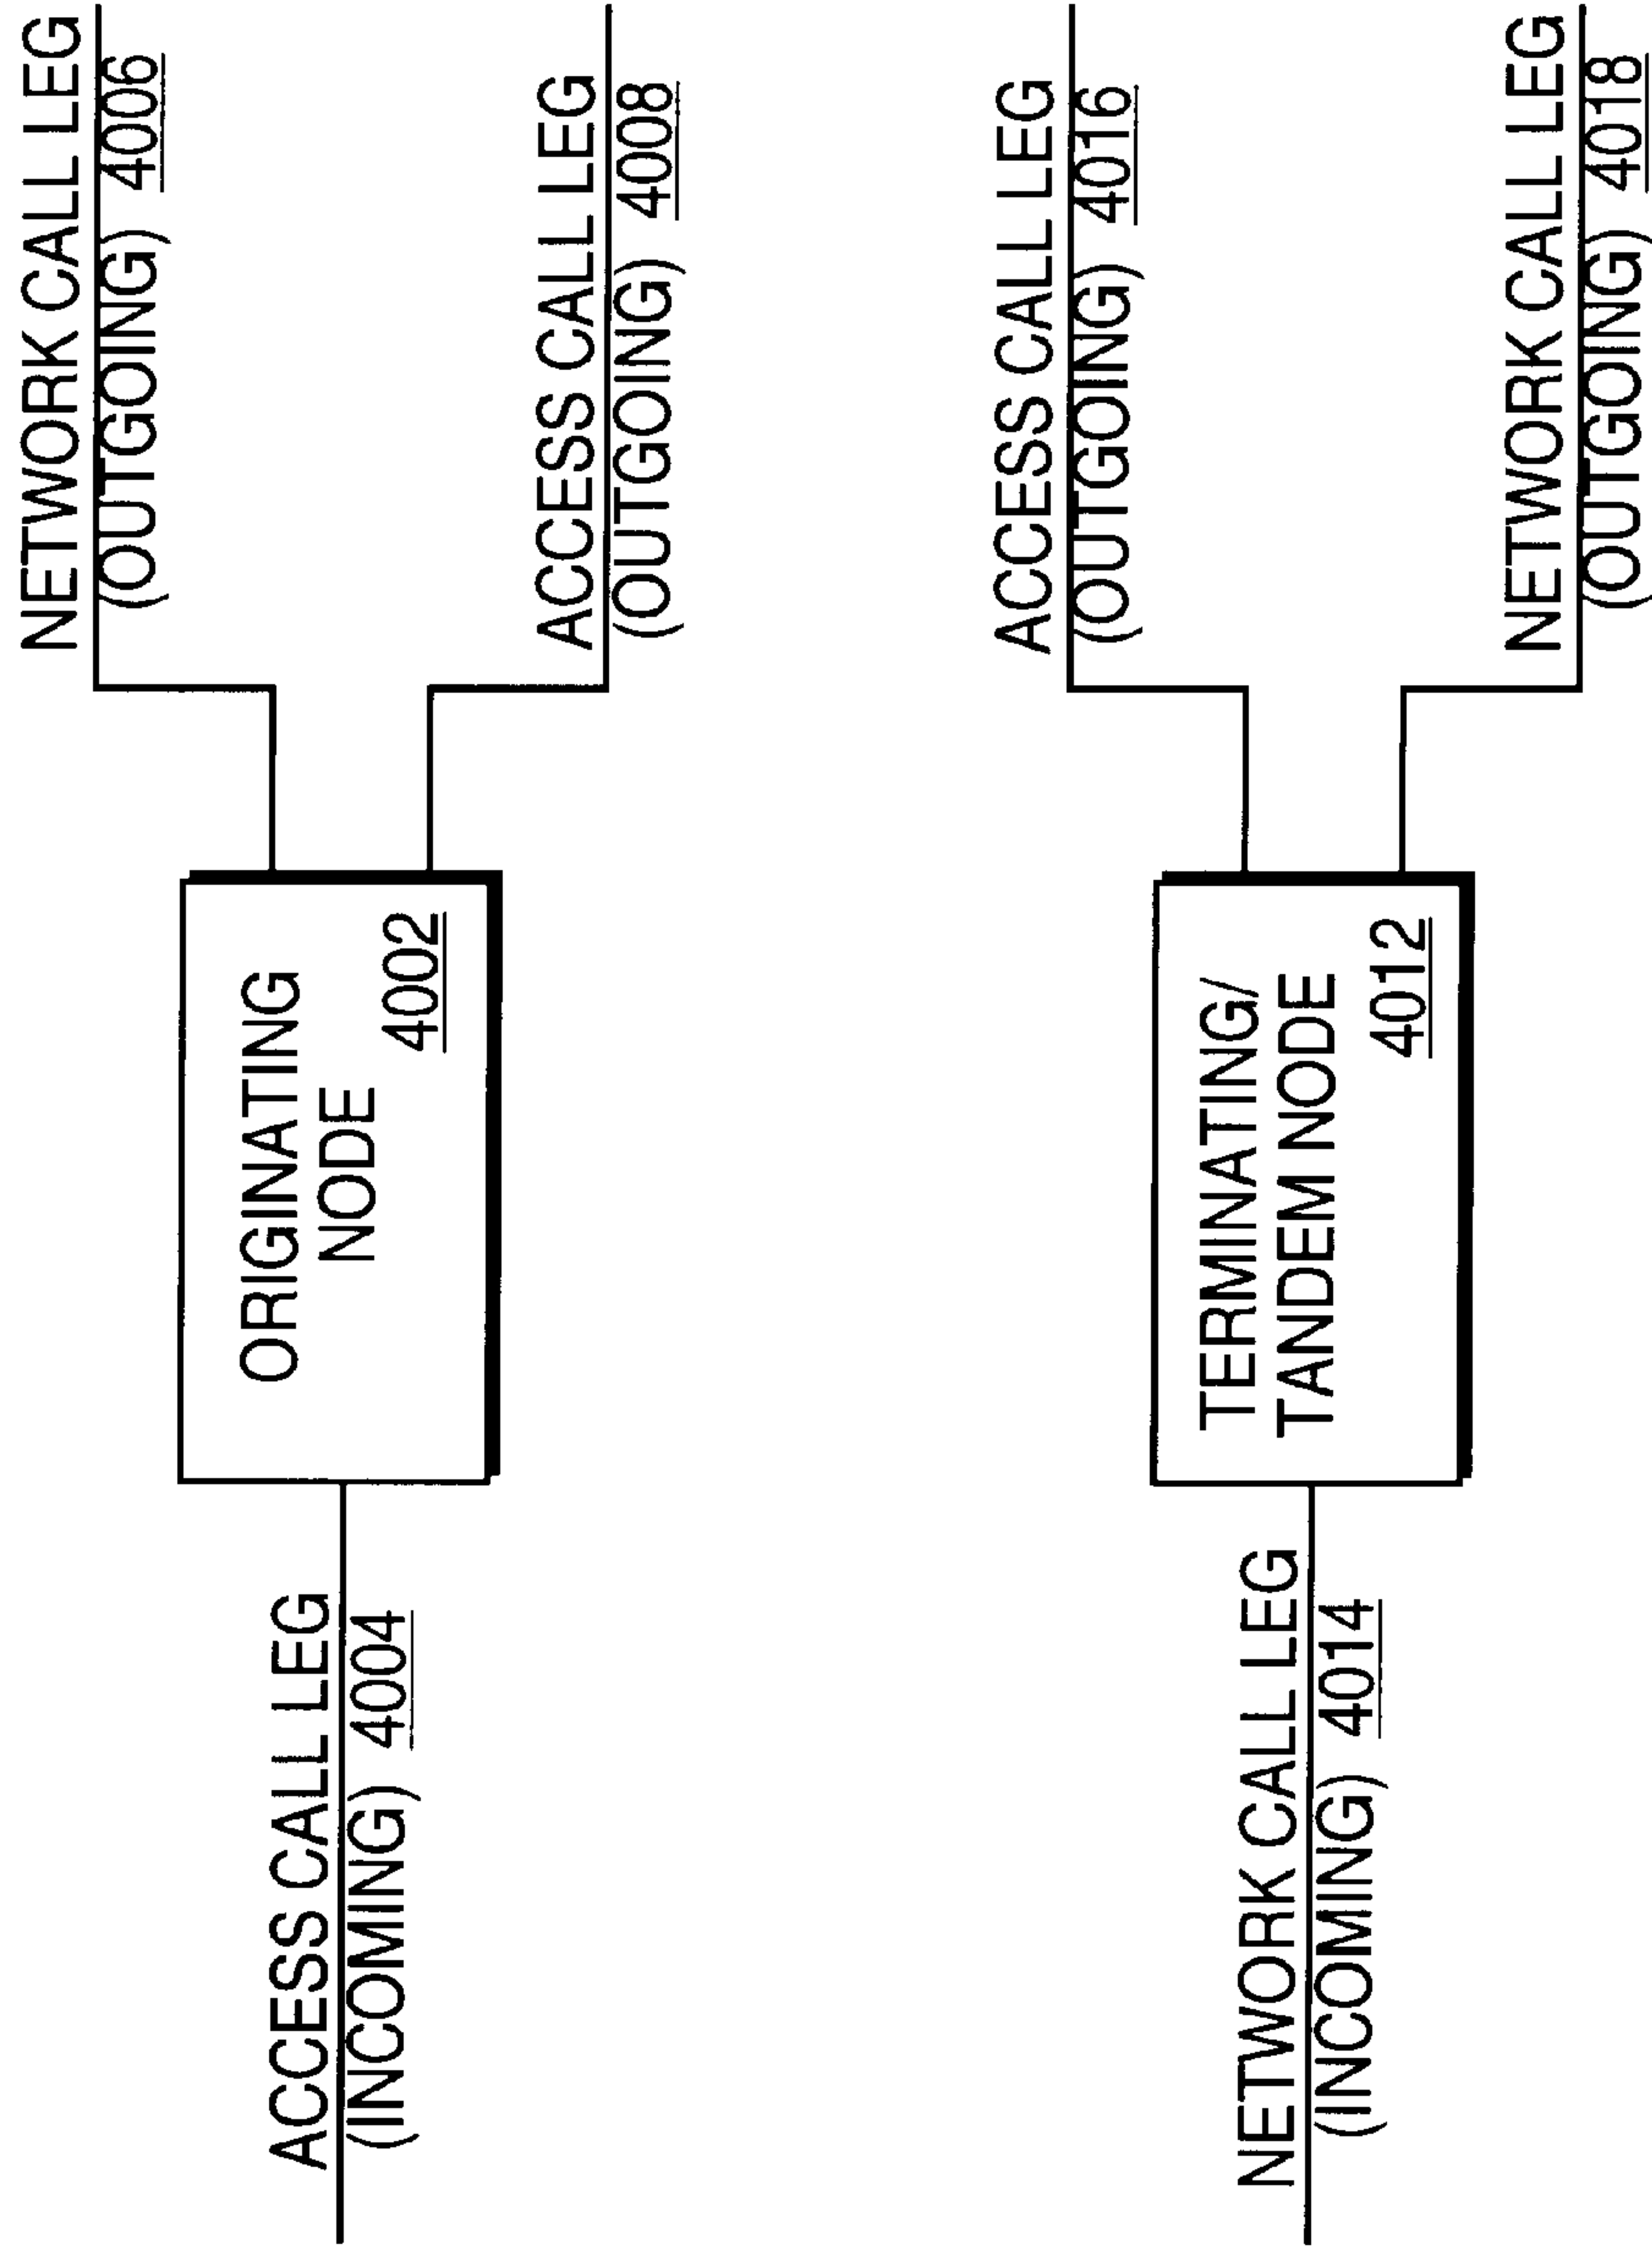 ACCESS CALL LEG
(INCOMING) 4004
ORIGINATING
NODE
4002
NETWORK CALL LEG
(OUTGOING) 4006
ACCESS CALL LEG
(OUTGOING) 4008
NETWORK CALL LEG
(INCOMING) 4014
TERMINATING/
TANDEM NODE
4012
ACCESS CALL LEG
(OUTGOING) 4016
NETWORK CALL LEG
(OUTGOING) 4018